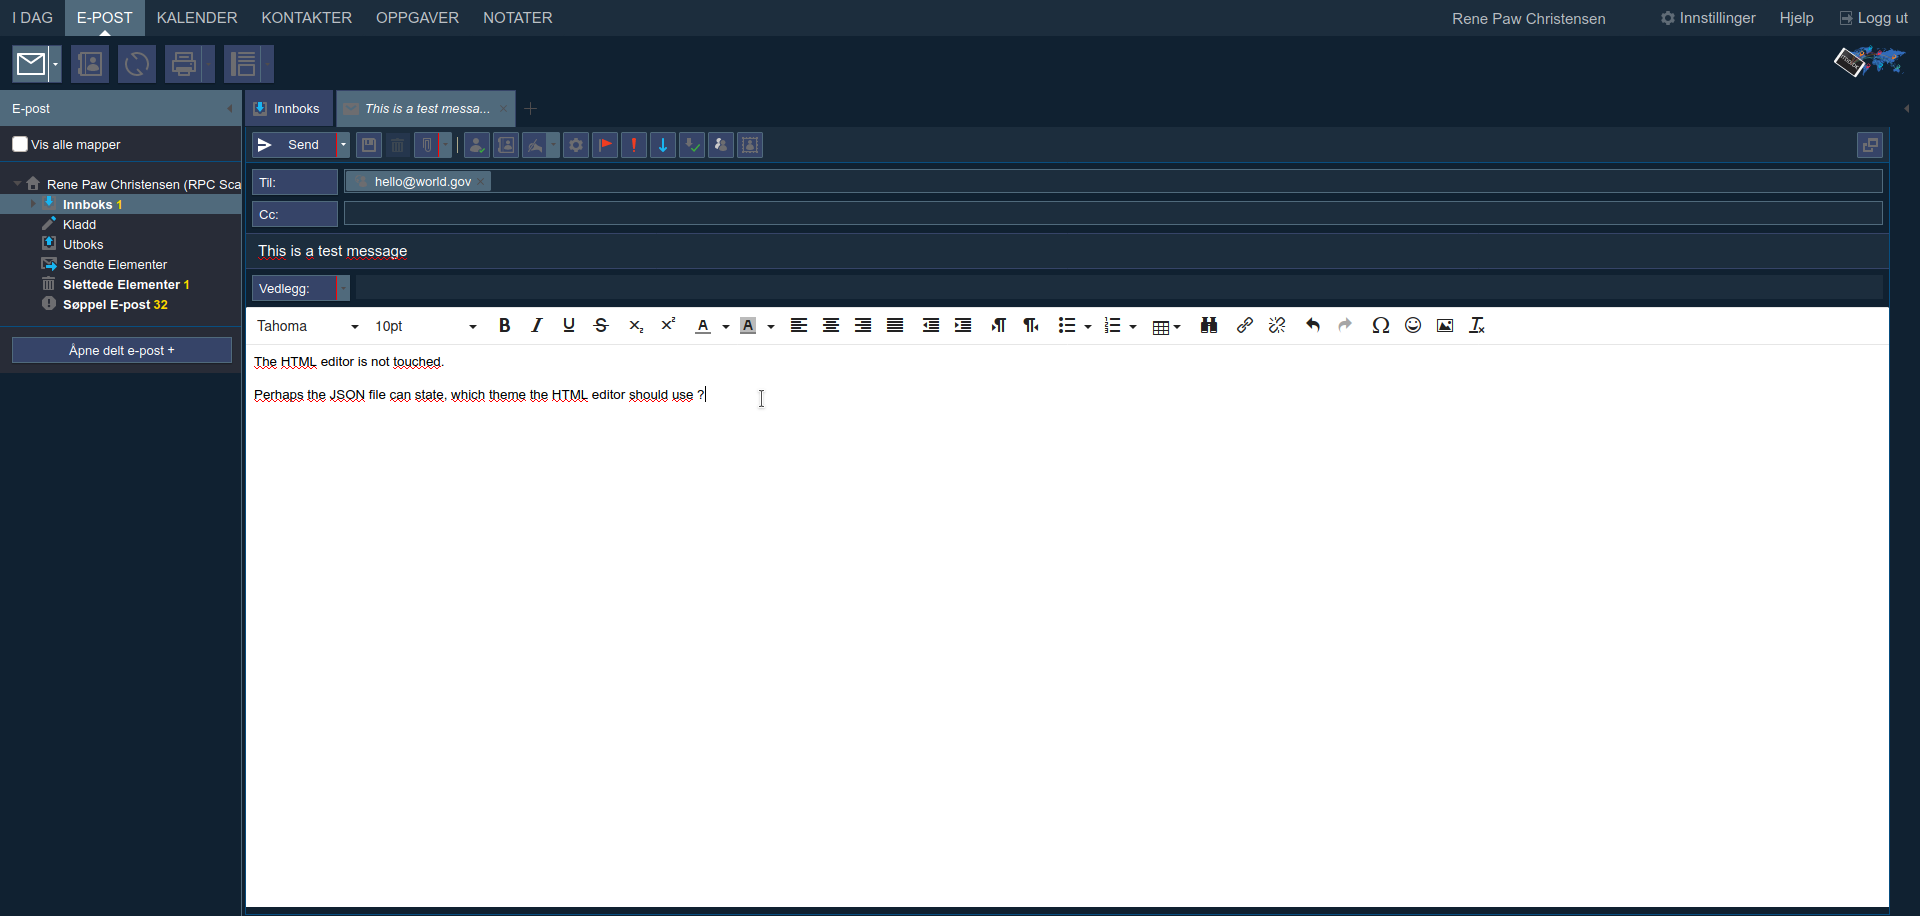 I DAG E-POST KALENDER KONTAKTER OPPGAVER NOTATER Rene Paw Christensen Innstillinger Hjelp Logg ut
E-post Innboks This is a test messa...
Vis alle mapper Send
Rene Paw Christensen (RPC Sca Til: hello@world.gov
Innboks 1
Kladd Cc:
Utboks This is a test message
Sendte Elementer
Slettede Elementer 1 Vedlegg:
Søppel E-post 32
Tahoma 10pt
Åpne delt e-post +
The HTML editor is not touched.
Perhaps the JSON file can state, which theme the HTML editor should use ?